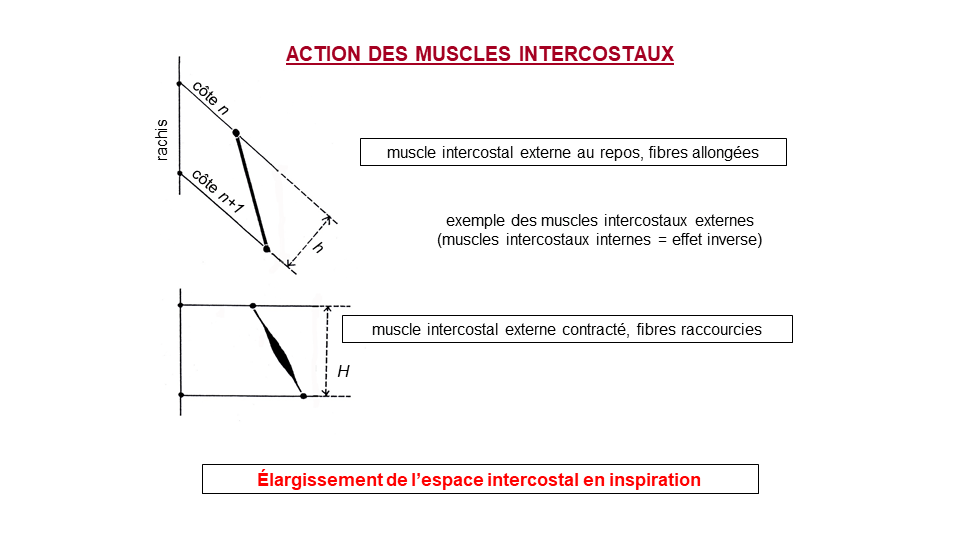 ACTION DES MUSCLES INTERCOSTAUX
côte n
rachis
muscle intercostal externe au repos, fibres allongées
côte n+1
exemple des muscles intercostaux externes
(muscles intercostaux internes = effet inverse)
h
muscle intercostal externe contracté, fibres raccourcies
H
Élargissement de l’espace intercostal en inspiration